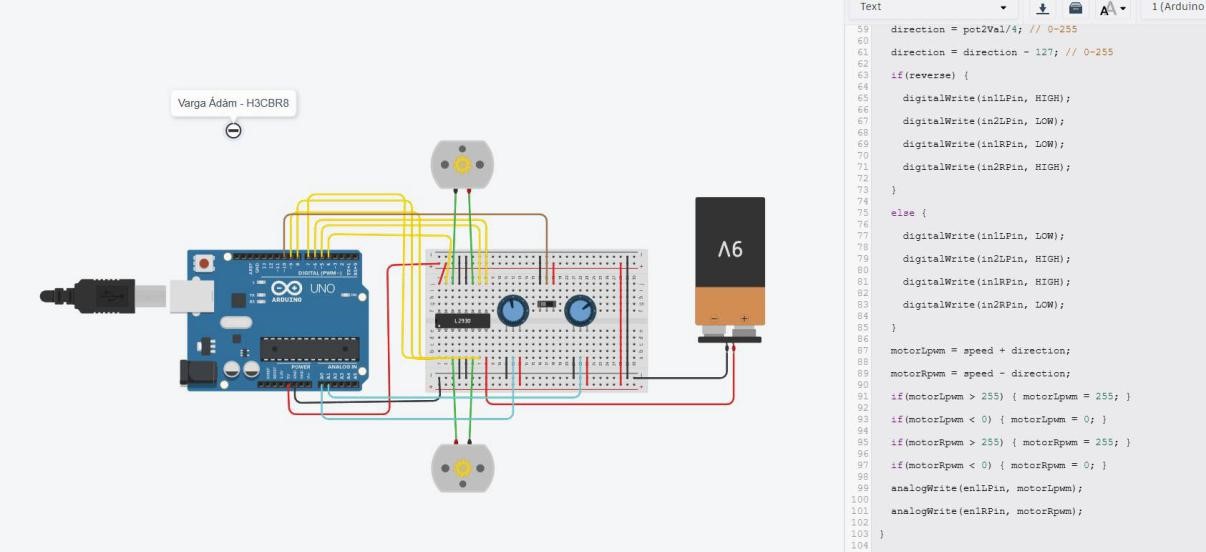 Text
1 (Arduino
Varga Ádám - H3CBR8
DIGITAL (PWM~)
UNO
ARDUINO
POWER
ANALOG IN
L293D
9V
59 direction = pot2Val/4; // 0-255
60
61 direction = direction - 127; // 0-255
62
63 if(reverse) {
64
65 digitalWrite(in1LPin, HIGH);
66
67 digitalWrite(in2LPin, LOW);
68
69 digitalWrite(in1RPin, LOW);
70
71 digitalWrite(in2RPin, HIGH);
72
73 }
74
75 else {
76
77 digitalWrite(in1LPin, LOW);
78
79 digitalWrite(in2LPin, HIGH);
80
81 digitalWrite(in1RPin, HIGH);
82
83 digitalWrite(in2RPin, LOW);
84
85 }
86
87 motorLpwm = speed + direction;
88
89 motorRpwm = speed - direction;
90
91 if(motorLpwm > 255) { motorLpwm = 255; }
92
93 if(motorLpwm < 0) { motorLpwm = 0; }
94
95 if(motorRpwm > 255) { motorRpwm = 255; }
96
97 if(motorRpwm < 0) { motorRpwm = 0; }
98
99 analogWrite(en1LPin, motorLpwm);
100
101 analogWrite(en1RPin, motorRpwm);
102
103 }
104